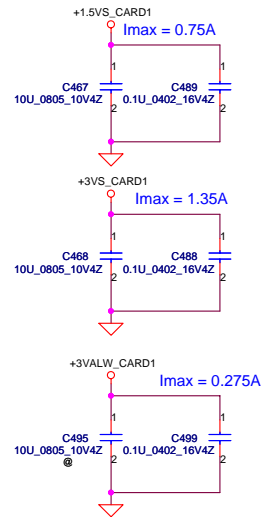 +1.5VS_CARD1
Imax = 0.75A
1 1
C467 C489
10U_0805_10V4Z 0.1U_0402_16V4Z
2 2
+3VS_CARD1
Imax = 1.35A
1 1
C468 C488
10U_0805_10V4Z 0.1U_0402_16V4Z
2 2
+3VALW_CARD1
Imax = 0.275A
1 1
C495 C499
10U_0805_10V4Z 0.1U_0402_16V4Z
@ 2 2